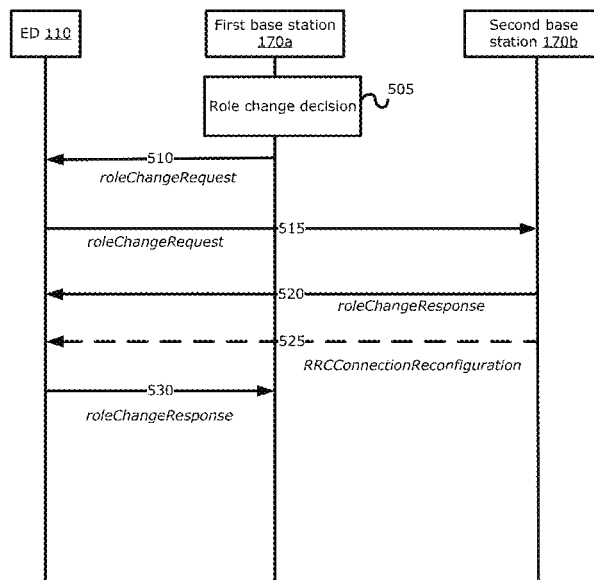 ED 110
First base station
170a
Second base
station 170b
Role change decision
505
510
roleChangeRequest
515
roleChangeRequest
520
roleChangeResponse
525
RRCConnectionReconfiguration
530
roleChangeResponse